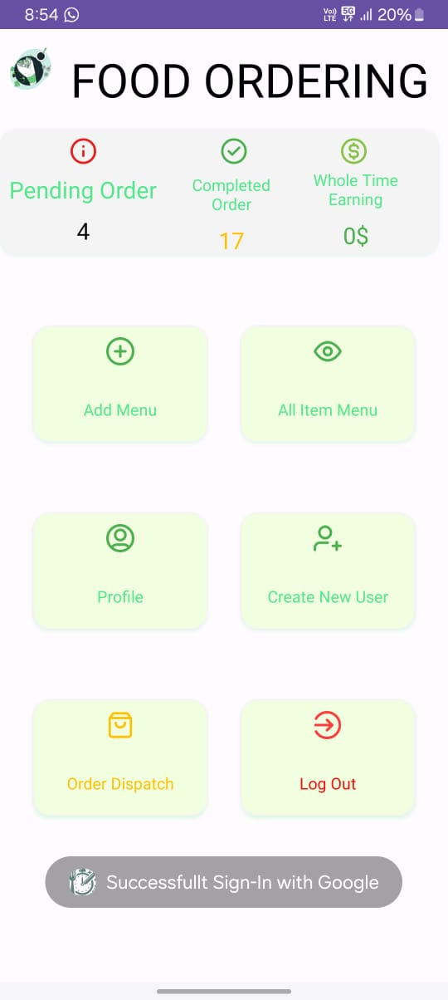 8:54 Vo)) LTE 5G 20%
FOOD ORDERING
Pending Order
4
Completed
Order
17
Whole Time
Earning
0$
Add Menu
All Item Menu
Profile
Create New User
Order Dispatch
Log Out
Successfullt Sign-In with Google